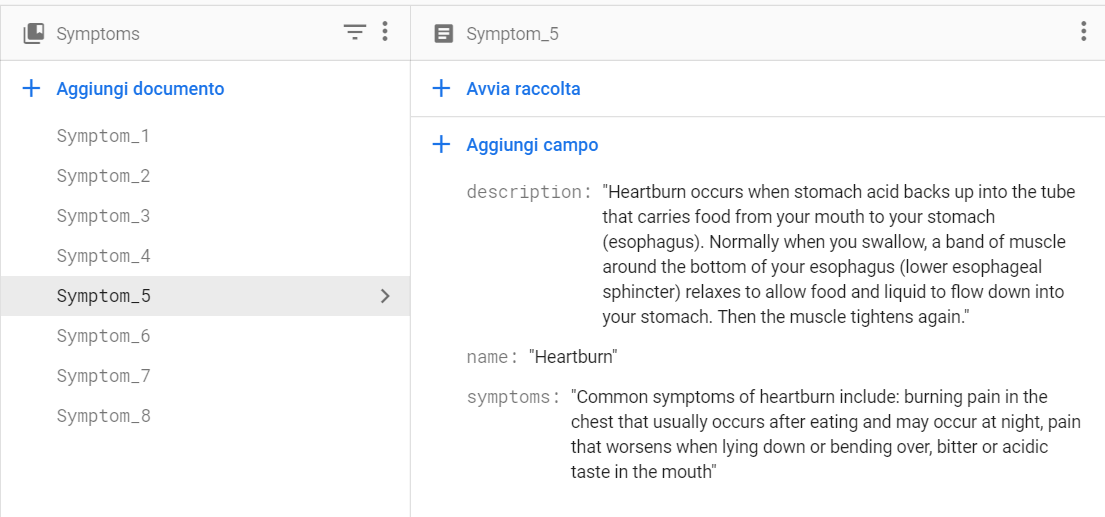 Symptoms
Aggiungi documento
Symptom_1
Symptom_2
Symptom_3
Symptom_4
Symptom_5
Symptom_6
Symptom_7
Symptom_8
Symptom_5
Avvia raccolta
Aggiungi campo
description: "Heartburn occurs when stomach acid backs up into the tube
that carries food from your mouth to your stomach
(esophagus). Normally when you swallow, a band of muscle
around the bottom of your esophagus (lower esophageal
sphincter) relaxes to allow food and liquid to flow down into
your stomach. Then the muscle tightens again."
name: "Heartburn"
symptoms: "Common symptoms of heartburn include: burning pain in the
chest that usually occurs after eating and may occur at night, pain
that worsens when lying down or bending over, bitter or acidic
taste in the mouth"